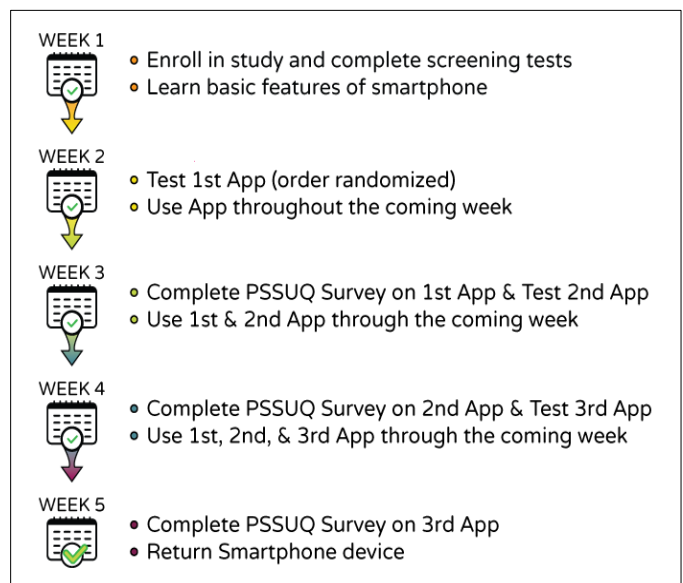 WEEK 1
Enroll in study and complete screening tests
Learn basic features of smartphone
WEEK 2
Test 1st App (order randomized)
Use App throughout the coming week
WEEK 3
Complete PSSUQ Survey on 1st App & Test 2nd App
Use 1st & 2nd App through the coming week
WEEK 4
Complete PSSUQ Survey on 2nd App & Test 3rd App
Use 1st, 2nd, & 3rd App through the coming week
WEEK 5
Complete PSSUQ Survey on 3rd App
Return Smartphone device